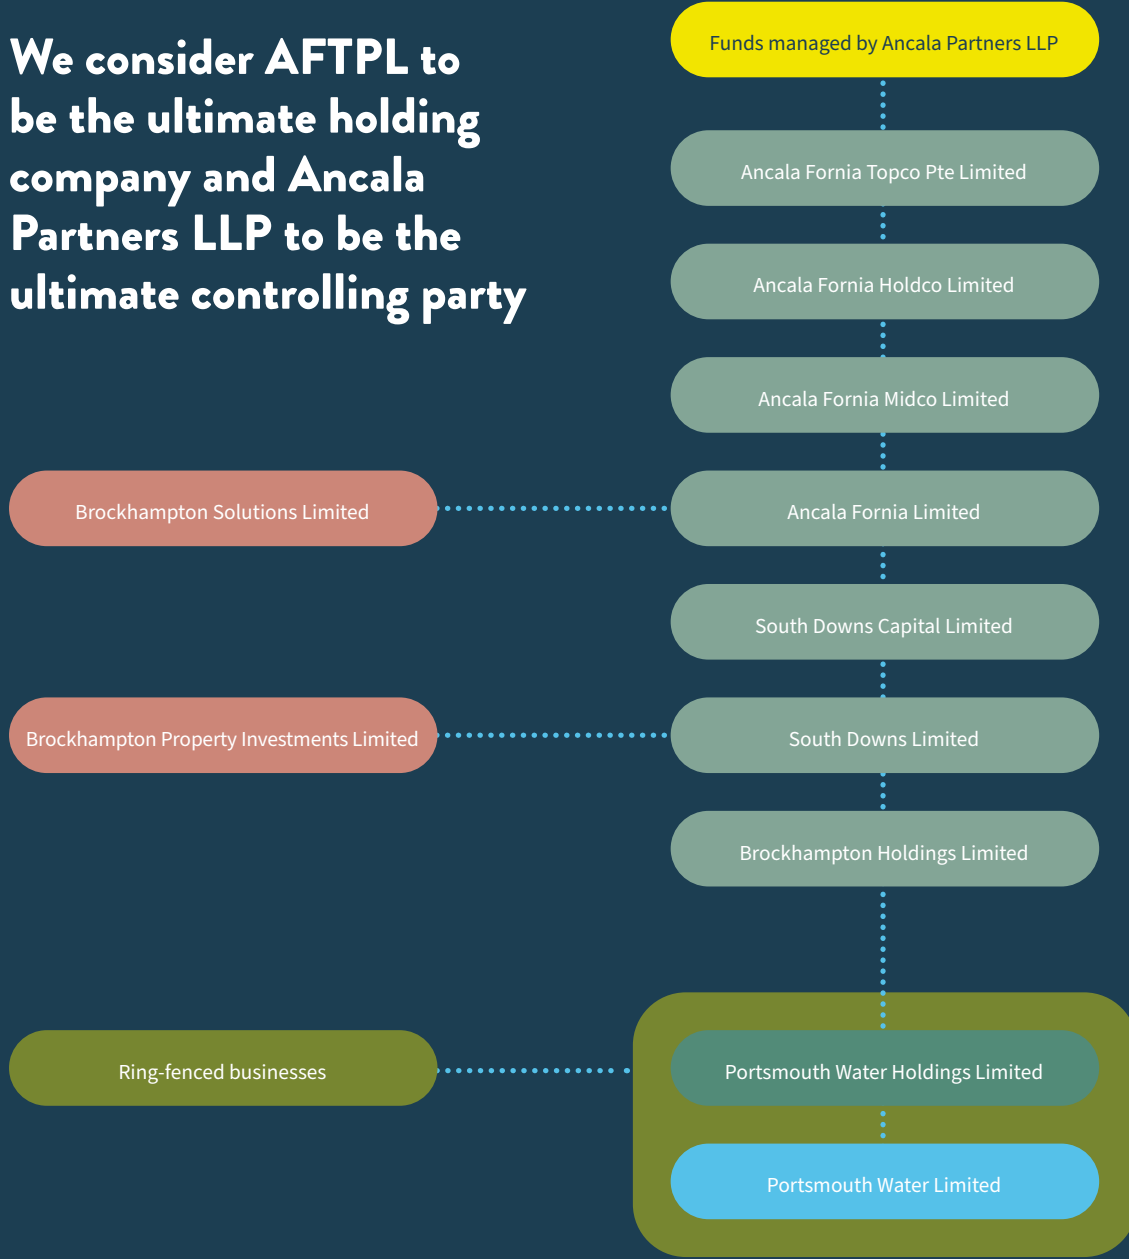 We consider AFTPL to
be the ultimate holding
company and Ancala
Partners LLP to be the
ultimate controlling party
Funds managed by Ancala Partners LLP
Ancala Fornia Topco Pte Limited
Ancala Fornia Holdco Limited
Ancala Fornia Midco Limited
Brockhampton Solutions Limited
Ancala Fornia Limited
South Downs Capital Limited
Brockhampton Property Investments Limited
South Downs Limited
Brockhampton Holdings Limited
Ring-fenced businesses
Portsmouth Water Holdings Limited
Portsmouth Water Limited